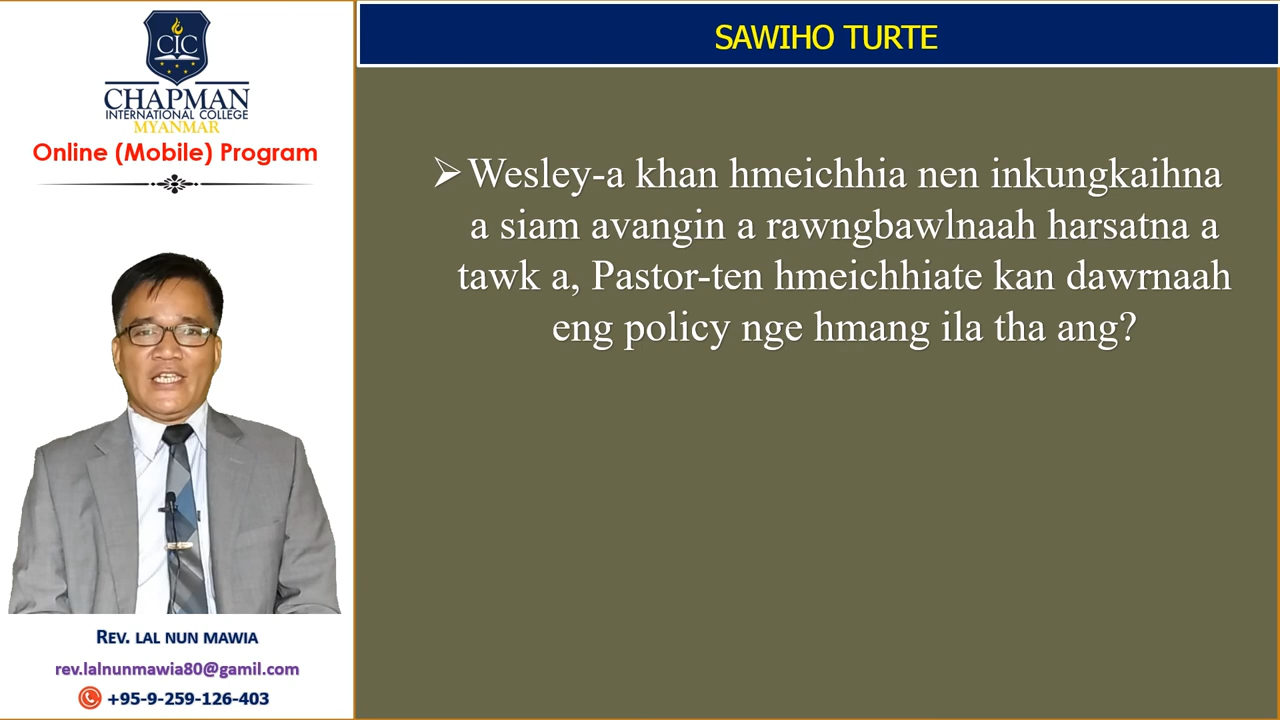 CIC
CHAPMAN
INTERNATIONAL COLLEGE
MYANMAR
Online (Mobile) Program
REV. LAL NUN MAWIA
rev.lalnunmawia80@gamil.com
+95-9-259-126-403
SAWIHO TURTE
➢Wesley-a khan hmeichhia nen inkungkaihna
a siam avangin a rawngbawlnaah harsatna a
tawk a, Pastor-ten hmeichhiate kan dawrnaah
eng policy nge hmang ila tha ang?